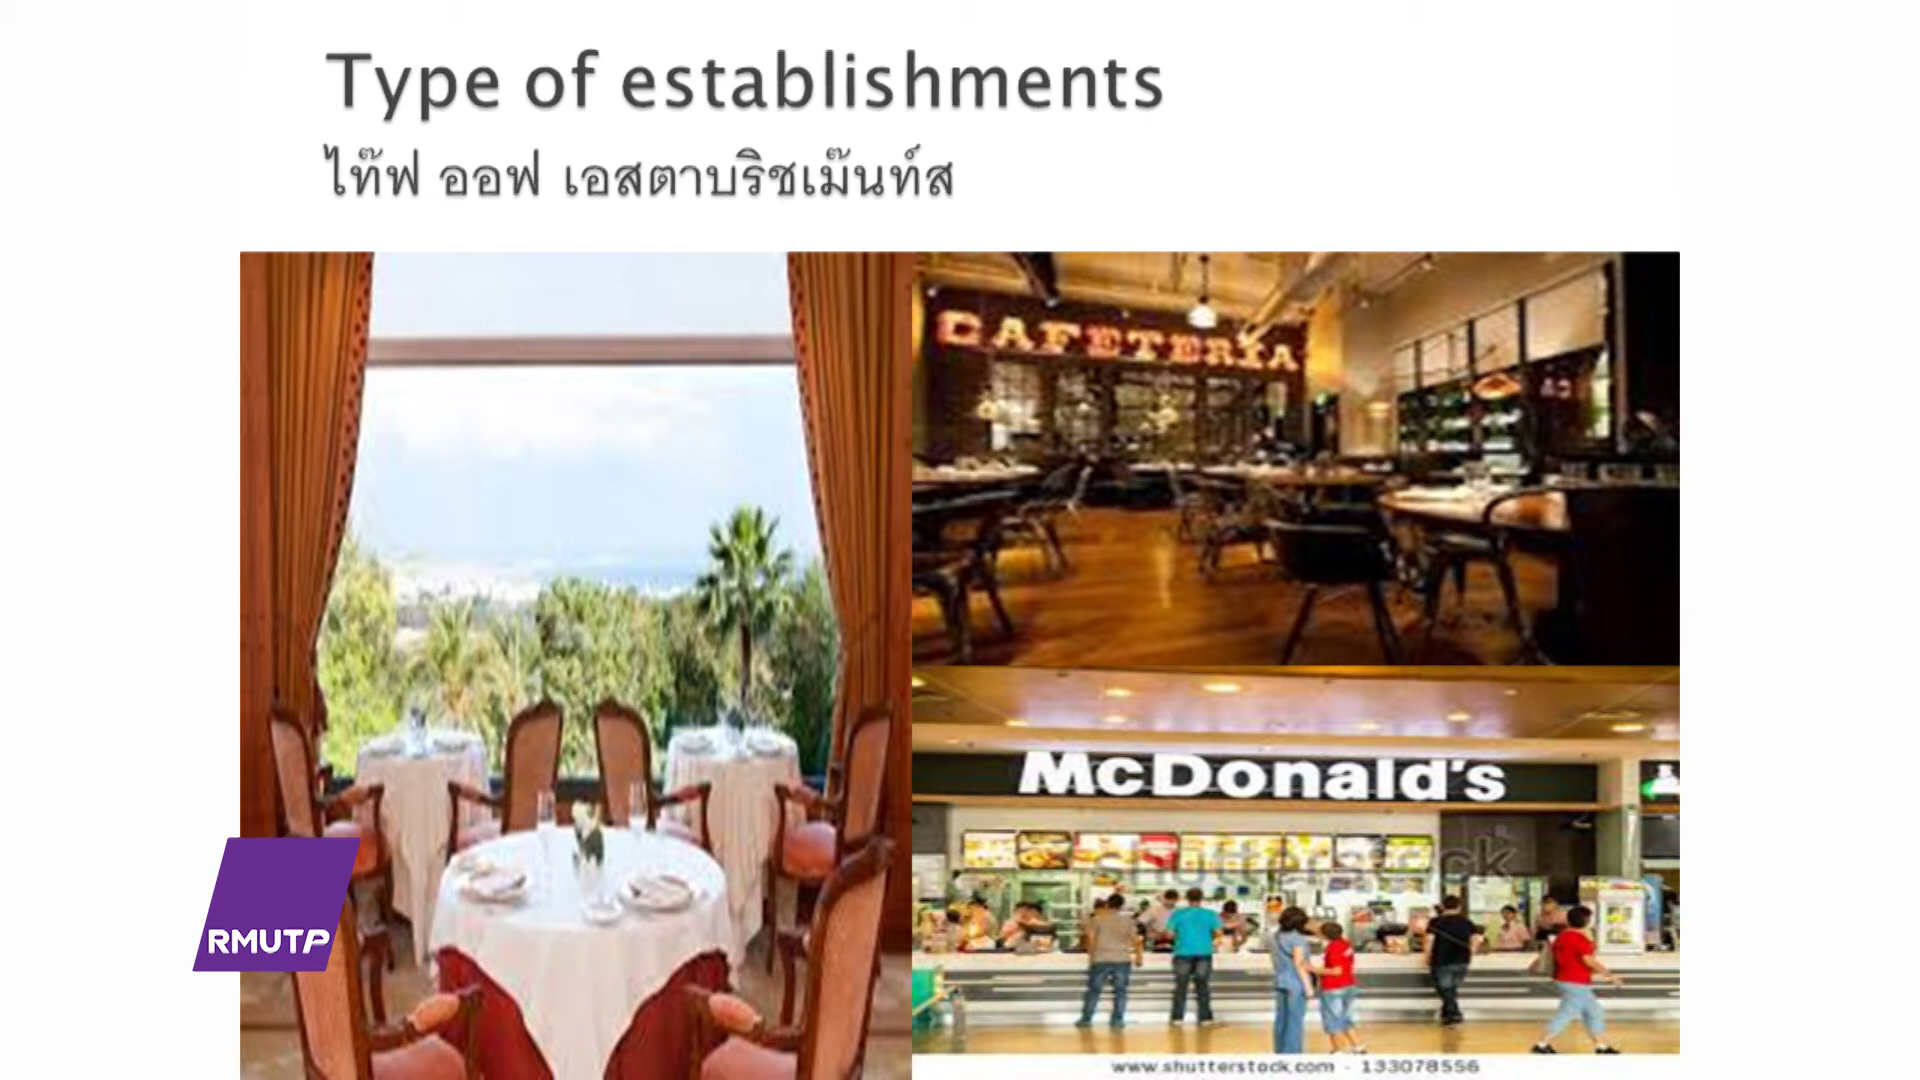 Type of establishments
ไท๊ฟ ออฟ เอสตาบริชเม๊นท์ส
CAFETERIA
McDonald's
shutterstock
RMUTP
www.shutterstock.com · 133078556